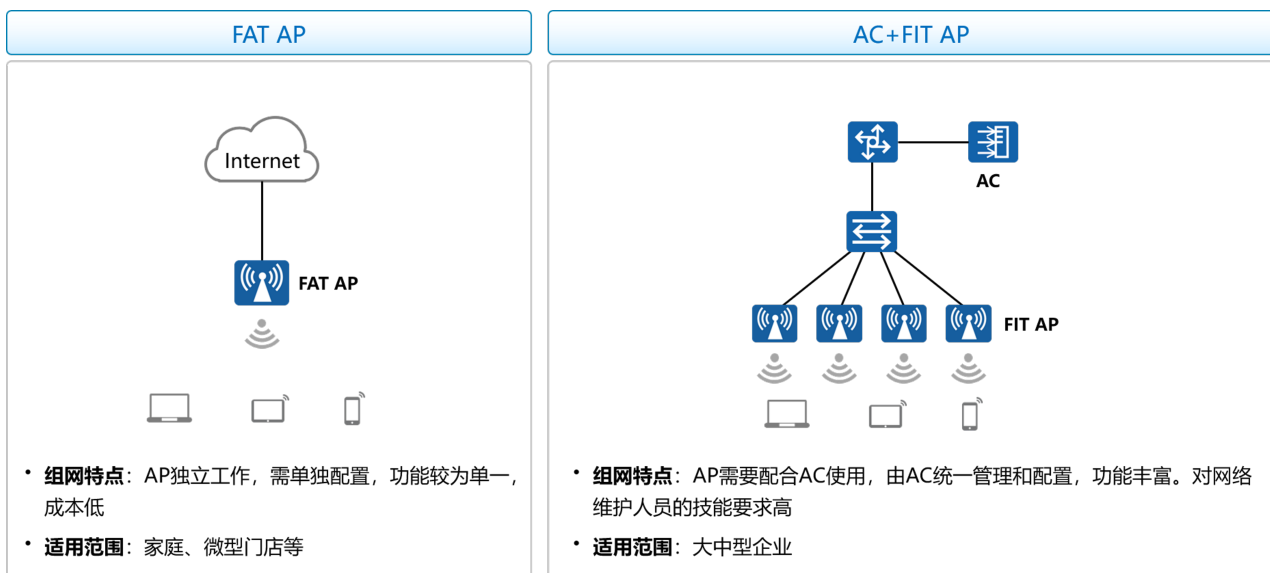 FAT AP
Internet
FAT AP
• 组网特点：AP独立工作，需单独配置，功能较为单一，
成本低
• 适用范围：家庭、微型门店等
AC+FIT AP
AC
FIT AP
• 组网特点：AP需要配合AC使用，由AC统一管理和配置，功能丰富。对网络
维护人员的技能要求高
• 适用范围：大中型企业